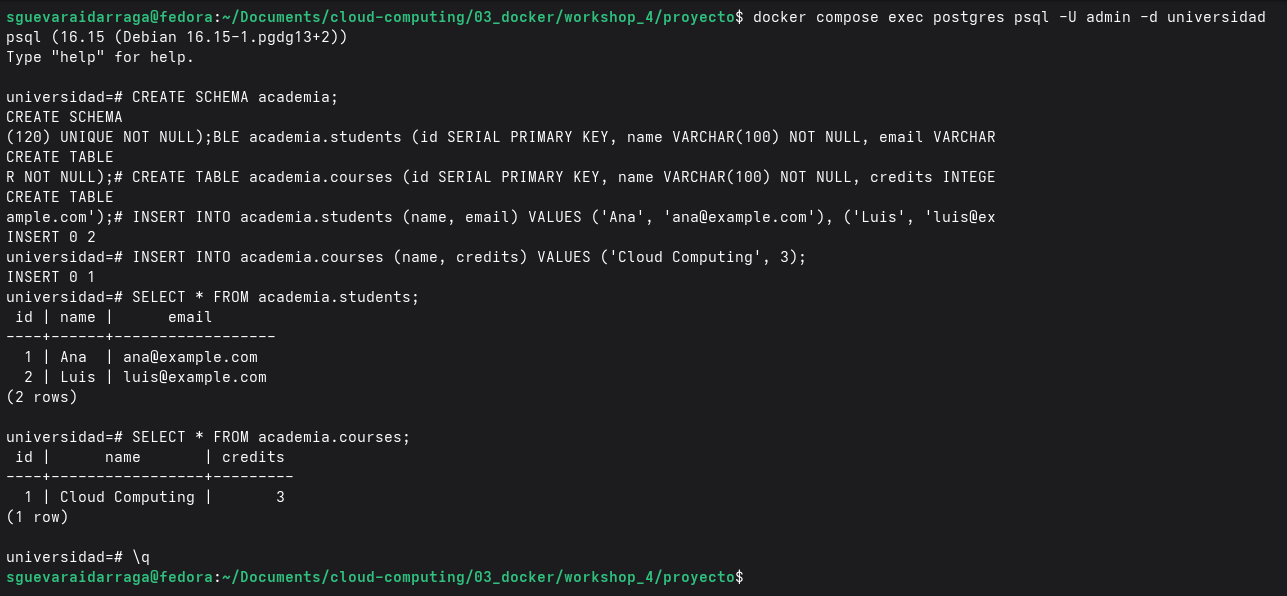 sguevaraidarraga@fedora:~/Documents/cloud-computing/03_docker/workshop_4/proyecto$ docker compose exec postgres psql -U admin -d universidad
psql (16.15 (Debian 16.15-1.pgdg13+2))
Type "help" for help.

universidad=# CREATE SCHEMA academia;
CREATE SCHEMA
(120) UNIQUE NOT NULL);BLE academia.students (id SERIAL PRIMARY KEY, name VARCHAR(100) NOT NULL, email VARCHAR
CREATE TABLE
R NOT NULL);# CREATE TABLE academia.courses (id SERIAL PRIMARY KEY, name VARCHAR(100) NOT NULL, credits INTEGE
CREATE TABLE
ample.com');# INSERT INTO academia.students (name, email) VALUES ('Ana', 'ana@example.com'), ('Luis', 'luis@ex
INSERT 0 2
universidad=# INSERT INTO academia.courses (name, credits) VALUES ('Cloud Computing', 3);
INSERT 0 1
universidad=# SELECT * FROM academia.students;
 id | name |      email
----+------+------------------
  1 | Ana  | ana@example.com
  2 | Luis | luis@example.com
(2 rows)

universidad=# SELECT * FROM academia.courses;
 id |      name       | credits
----+-----------------+---------
  1 | Cloud Computing |       3
(1 row)

universidad=# \q
sguevaraidarraga@fedora:~/Documents/cloud-computing/03_docker/workshop_4/proyecto$